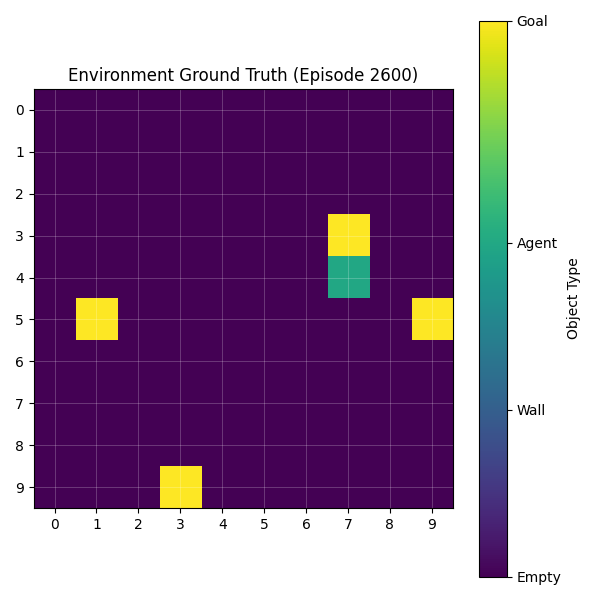 Environment Ground Truth (Episode 2600)
0
1
2
3
4
5
6
7
8
9
0 1 2 3 4 5 6 7 8 9
Goal
Agent
Wall
Empty
Object Type